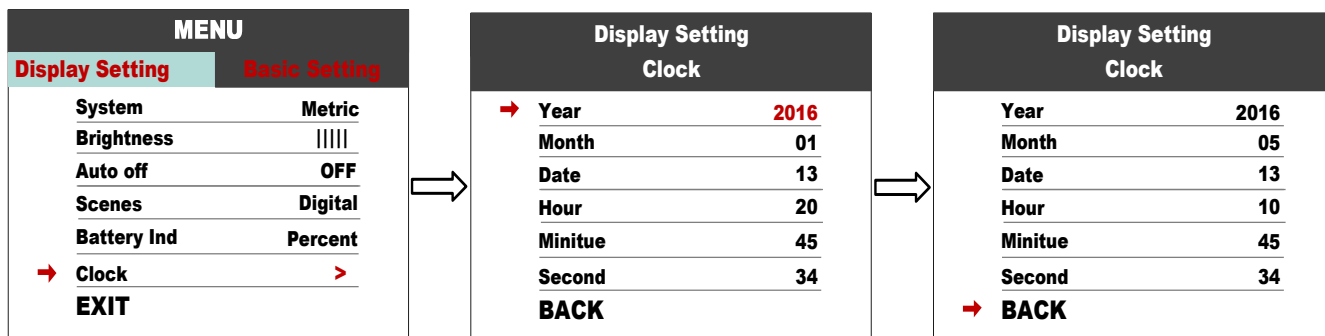 MENU
Display Setting Basic Setting
System Metric
Brightness |||||
Auto off OFF
Scenes Digital
Battery Ind Percent
Clock >
EXIT
Display Setting
Clock
Year 2016
Month 01
Date 13
Hour 20
Minitue 45
Second 34
BACK
Display Setting
Clock
Year 2016
Month 05
Date 13
Hour 10
Minitue 45
Second 34
BACK